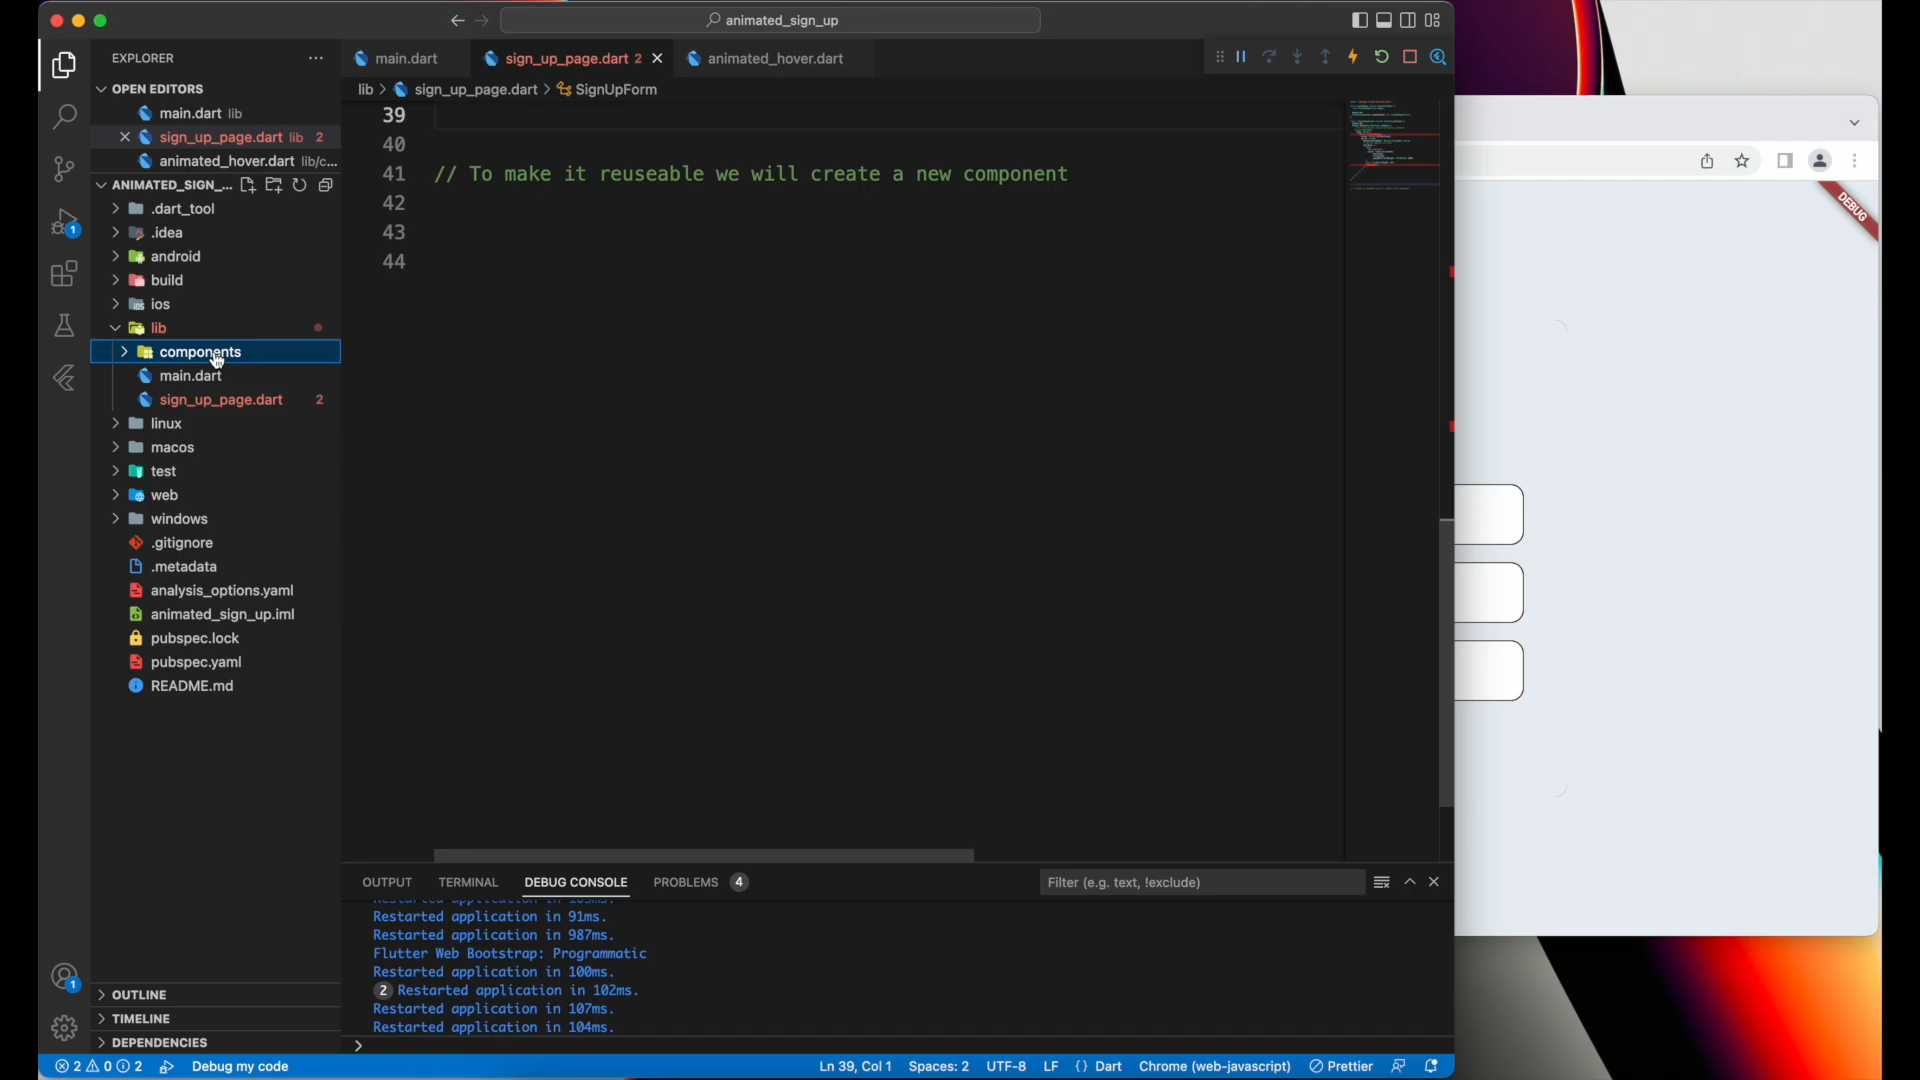 animated_sign_up
EXPLORER
main.dart
sign_up_page.dart 2
animated_hover.dart
OPEN EDITORS
lib
sign_up_page.dart
SignUpForm
main.dart lib
sign_up_page.dart lib 2
animated_hover.dart lib/c...
ANIMATED_SIGN_...
.dart_tool
.idea
android
build
ios
lib
components
main.dart
sign_up_page.dart 2
linux
macos
test
web
windows
.gitignore
.metadata
analysis_options.yaml
animated_sign_up.iml
pubspec.lock
pubspec.yaml
README.md
39
40
41 // To make it reuseable we will create a new component
42
43
44
DEBUG
1
OUTPUT
TERMINAL
DEBUG CONSOLE
PROBLEMS 4
Filter (e.g. text, !exclude)
Restarted application in 91ms.
Restarted application in 987ms.
Flutter Web Bootstrap: Programmatic
Restarted application in 100ms.
2 Restarted application in 102ms.
Restarted application in 107ms.
Restarted application in 104ms.
1
OUTLINE
TIMELINE
DEPENDENCIES
2 0 2
Debug my code
Ln 39, Col 1
Spaces: 2
UTF-8
LF
{ } Dart
Chrome (web-javascript)
Prettier